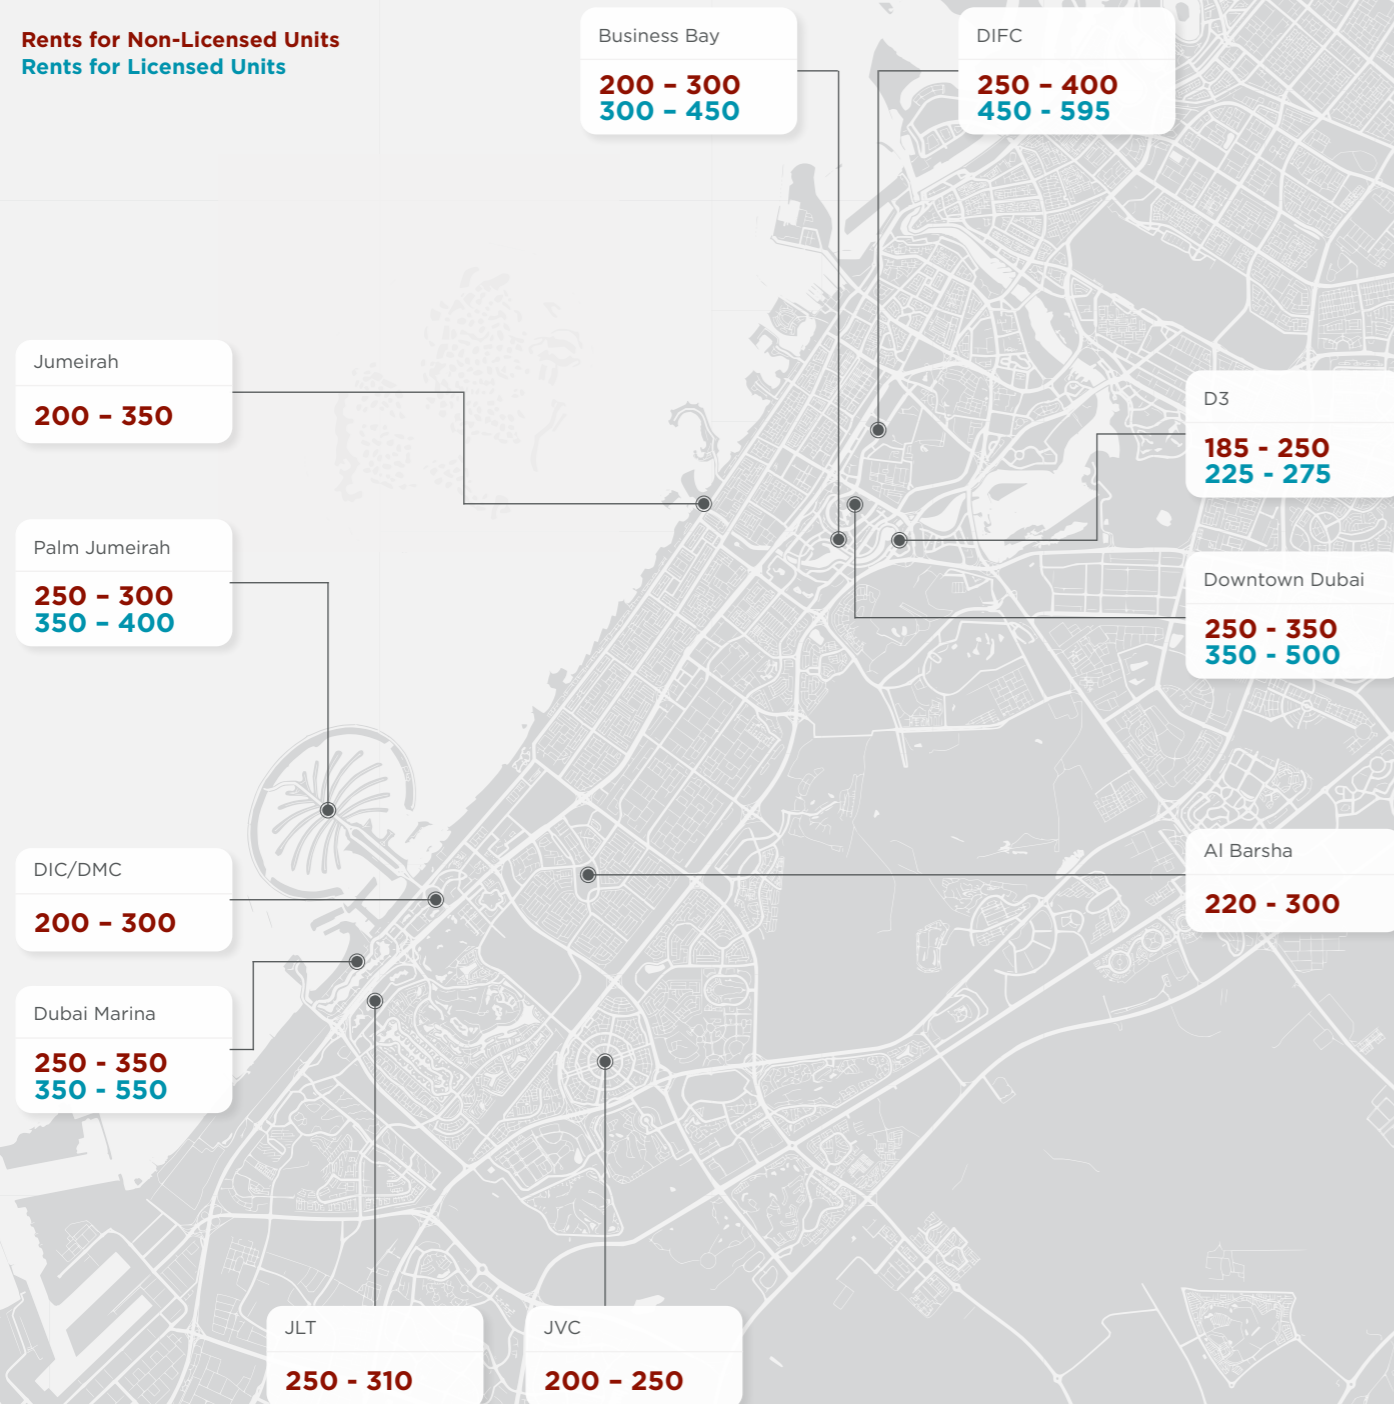 Rents for Non-Licensed Units
Rents for Licensed Units
Business Bay
200 – 300
300 – 450
DIFC
250 – 400
450 - 595
Jumeirah
200 – 350
D3
185 - 250
225 - 275
Palm Jumeirah
250 – 300
350 – 400
Downtown Dubai
250 - 350
350 - 500
DIC/DMC
200 – 300
Al Barsha
220 - 300
Dubai Marina
250 - 350
350 - 550
JLT
250 - 310
JVC
200 – 250